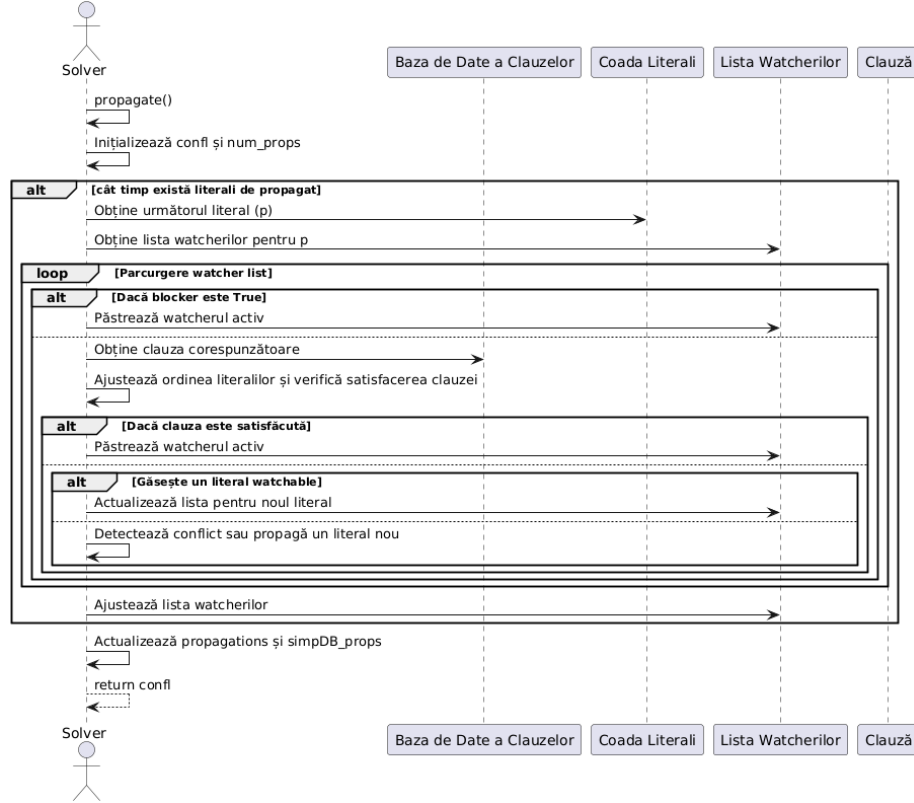 Solver
Baza de Date a Clauzelor Coada Literali Lista Watcherilor Clauză
propagate()
Inițializează confl și num_props
alt [cât timp există literali de propagat]
Obține următorul literal (p)
Obține lista watcherilor pentru p
loop [Parcurgere watcher list]
alt [Dacă blocker este True]
Păstrează watcherul activ
Obține clauza corespunzătoare
Ajustează ordinea literalilor și verifică satisfacerea clauzei
alt [Dacă clauza este satisfăcută]
Păstrează watcherul activ
alt [Găsește un literal watchable]
Actualizează lista pentru noul literal
Detectează conflict sau propagă un literal nou
Ajustează lista watcherilor
Actualizează propagations și simpDB_props
return confl
Solver
Baza de Date a Clauzelor Coada Literali Lista Watcherilor Clauză